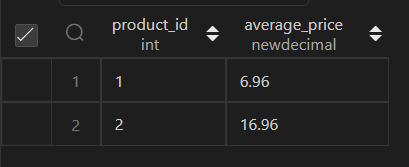 product_id average_price
int newdecimal
1 1 6.96
2 2 16.96